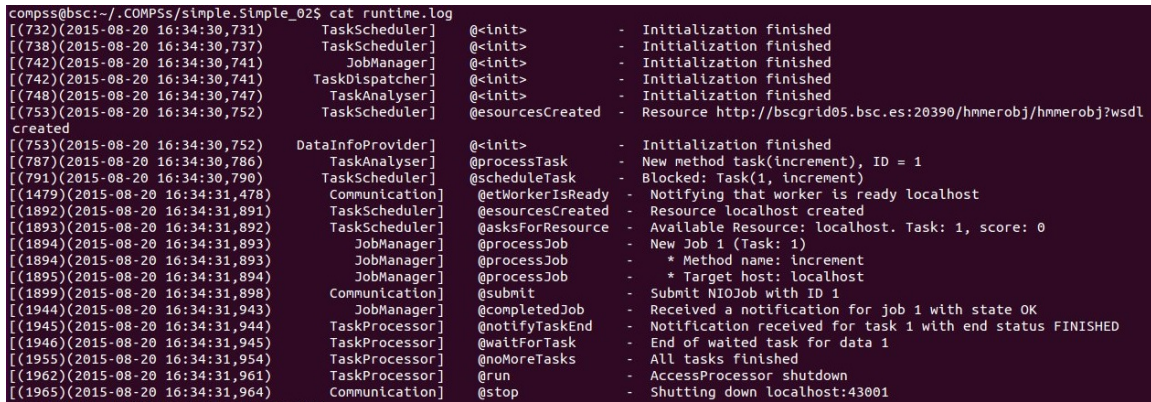 compss@bsc:~/.COMPSs/simple.Simple_02$ cat runtime.log
[(732)(2015-08-20 16:34:30,731) TaskScheduler] @<init> - Initialization finished
[(738)(2015-08-20 16:34:30,737) TaskScheduler] @<init> - Initialization finished
[(742)(2015-08-20 16:34:30,741) JobManager] @<init> - Initialization finished
[(742)(2015-08-20 16:34:30,741) TaskDispatcher] @<init> - Initialization finished
[(748)(2015-08-20 16:34:30,747) TaskAnalyser] @<init> - Initialization finished
[(753)(2015-08-20 16:34:30,752) TaskScheduler] @esourcesCreated - Resource http://bscgrid05.bsc.es:20390/hmmerobj/hmmerobj?wsdl
created
[(753)(2015-08-20 16:34:30,752) DataInfoProvider] @<init> - Initialization finished
[(787)(2015-08-20 16:34:30,786) TaskAnalyser] @processTask - New method task(increment), ID = 1
[(791)(2015-08-20 16:34:30,790) TaskScheduler] @scheduleTask - Blocked: Task(1, increment)
[(1479)(2015-08-20 16:34:31,478) Communication] @etWorkerIsReady - Notifying that worker is ready localhost
[(1892)(2015-08-20 16:34:31,891) TaskScheduler] @esourcesCreated - Resource localhost created
[(1893)(2015-08-20 16:34:31,892) TaskScheduler] @asksForResource - Available Resource: localhost. Task: 1, score: 0
[(1894)(2015-08-20 16:34:31,893) JobManager] @processJob - New Job 1 (Task: 1)
[(1894)(2015-08-20 16:34:31,893) JobManager] @processJob - * Method name: increment
[(1895)(2015-08-20 16:34:31,894) JobManager] @processJob - * Target host: localhost
[(1899)(2015-08-20 16:34:31,898) Communication] @submit - Submit NIOJob with ID 1
[(1944)(2015-08-20 16:34:31,943) JobManager] @completedJob - Received a notification for job 1 with state OK
[(1945)(2015-08-20 16:34:31,944) TaskProcessor] @notifyTaskEnd - Notification received for task 1 with end status FINISHED
[(1946)(2015-08-20 16:34:31,945) TaskProcessor] @waitForTask - End of waited task for data 1
[(1955)(2015-08-20 16:34:31,954) TaskProcessor] @noMoreTasks - All tasks finished
[(1962)(2015-08-20 16:34:31,961) TaskProcessor] @run - AccessProcessor shutdown
[(1965)(2015-08-20 16:34:31,964) Communication] @stop - Shutting down localhost:43001